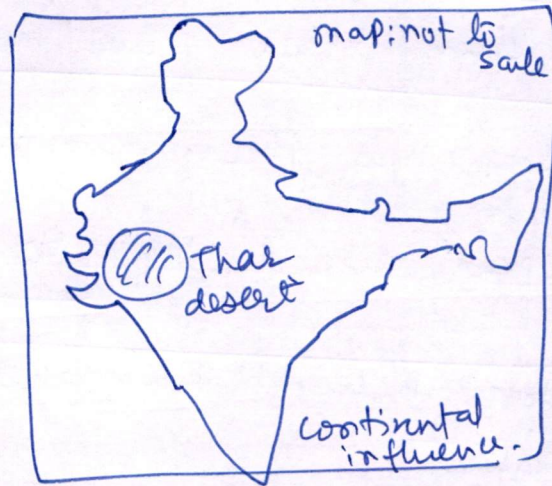 map: not to
scale
Thar
desert
continental
influence.